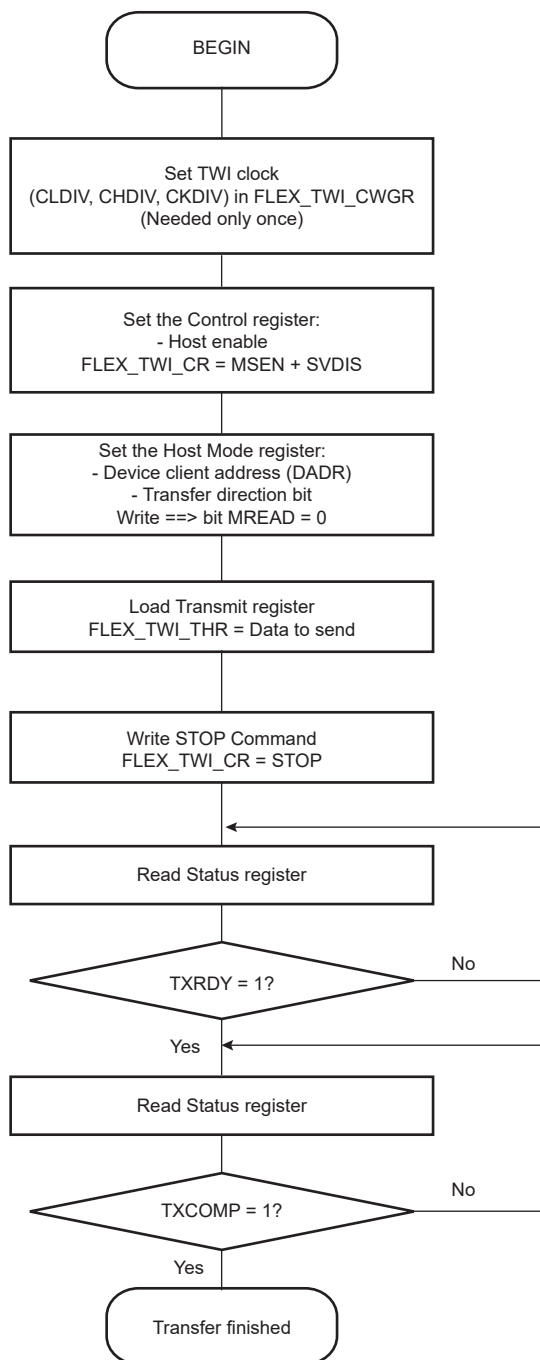 BEGIN
Set TWI clock
(CLDIV, CHDIV, CKDIV) in FLEX_TWI_CWGR
(Needed only once)
Set the Control register:
- Host enable
FLEX_TWI_CR = MSEN + SVDIS
Set the Host Mode register:
- Device client address (DADR)
- Transfer direction bit
Write ==> bit MREAD = 0
Load Transmit register
FLEX_TWI_THR = Data to send
Write STOP Command
FLEX_TWI_CR = STOP
Read Status register
TXRDY = 1?
No
Yes
Read Status register
TXCOMP = 1?
No
Yes
Transfer finished